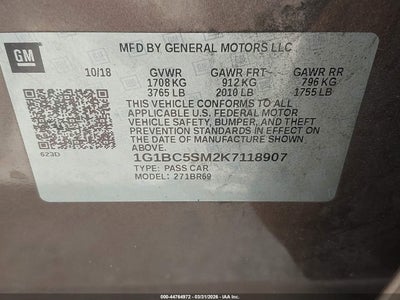 GM
MFD BY GENERAL MOTORS LLC
10/18 GVWR GAWR FRT GAWR RR
1708 KG 912 KG 796 KG
3765 LB 2010 LB 1755 LB
THIS VEHICLE CONFORMS TO ALL
APPLICABLE U.S. FEDERAL MOTOR
VEHICLE SAFETY, BUMPER, AND THEFT
PREVENTION STANDARDS IN EFFECT ON
THE DATE OF MANUFACTURE SHOWN ABOVE.
623D
1G1BC5SM2K7118907
TYPE: PASS CAR
MODEL: 271BR69
000-44764972 - 03/31/2026 - IAA Inc.